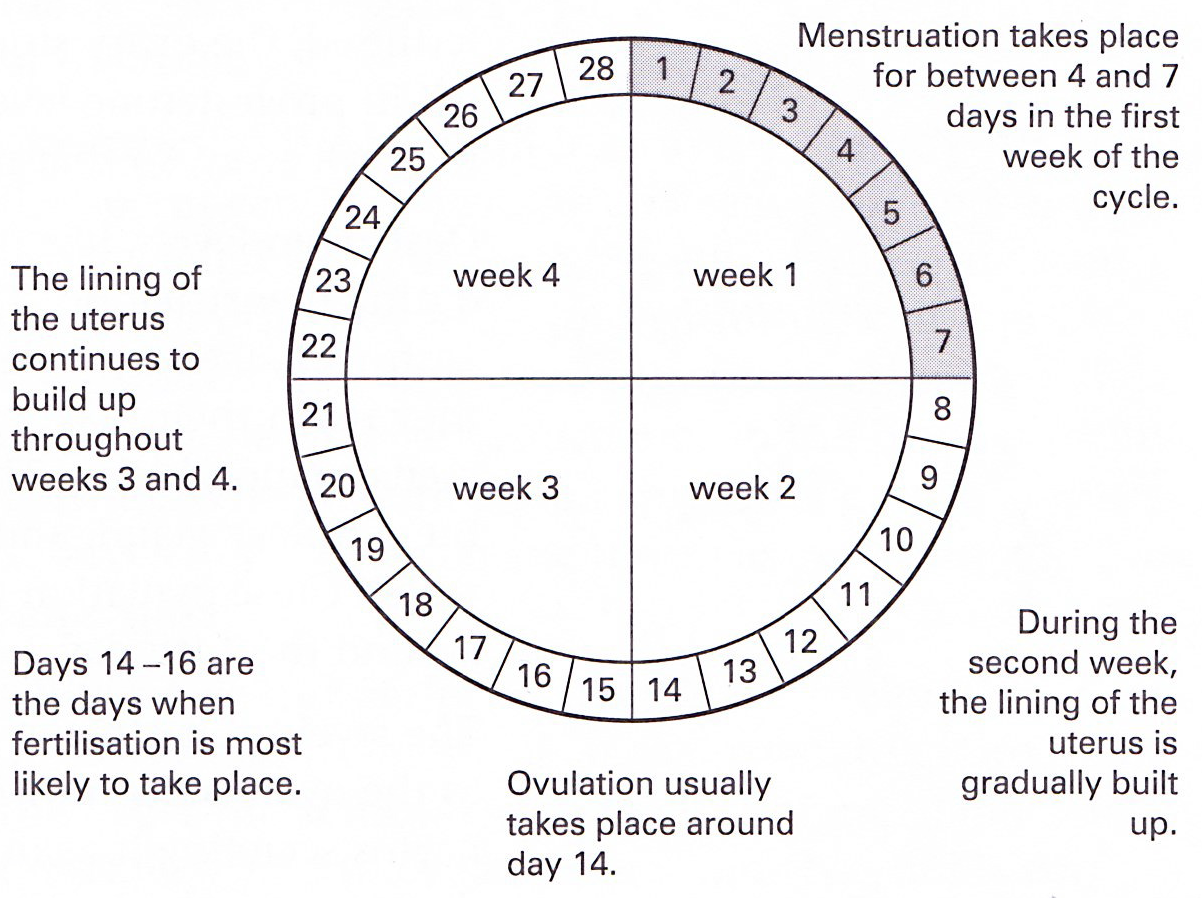 Menstruation takes place
for between 4 and 7
days in the first
week of the
cycle.
28
1
2
3
4
5
6
7
8
9
10
11
12
13
14
15
16
17
18
19
20
21
22
23
24
25
26
27
week 4
week 1
week 3
week 2
The lining of
the uterus
continues to
build up
throughout
weeks 3 and 4.
Days 14–16 are
the days when
fertilisation is most
likely to take place.
Ovulation usually
takes place around
day 14.
During the
second week,
the lining of the
uterus is
gradually built
up.